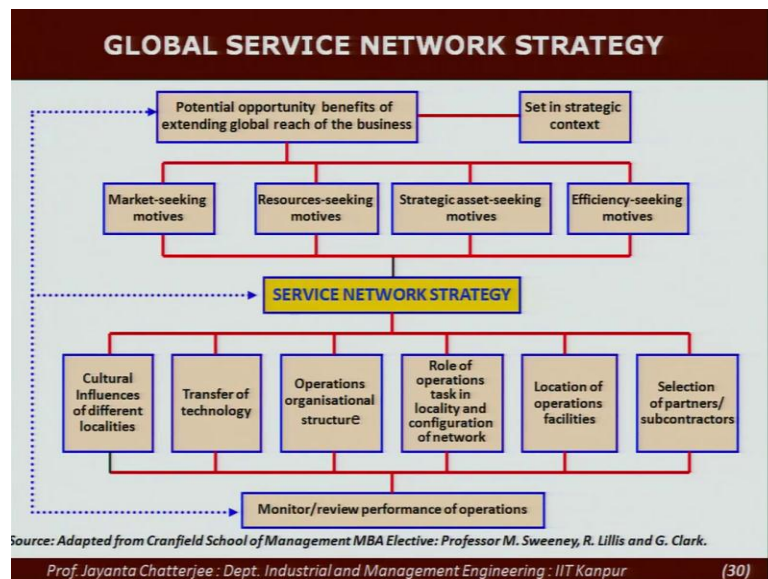 GLOBAL SERVICE NETWORK STRATEGY
Potential opportunity benefits of
extending global reach of the business
Set in strategic
context
Market-seeking
motives
Resources-seeking
motives
Strategic asset-seeking
motives
Efficiency-seeking
motives
SERVICE NETWORK STRATEGY
Cultural
Influences
of different
localities
Transfer of
technology
Operations
organisational
structure
Role of
operations
task in
locality and
configuration
of network
Location of
operations
facilities
Selection
of partners/
subcontractors
Monitor/review performance of operations
Source: Adapted from Cranfield School of Management MBA Elective: Professor M. Sweeney, R. Lillis and G. Clark.
Prof. Jayanta Chatterjee : Dept. Industrial and Management Engineering : IIT Kanpur (30)